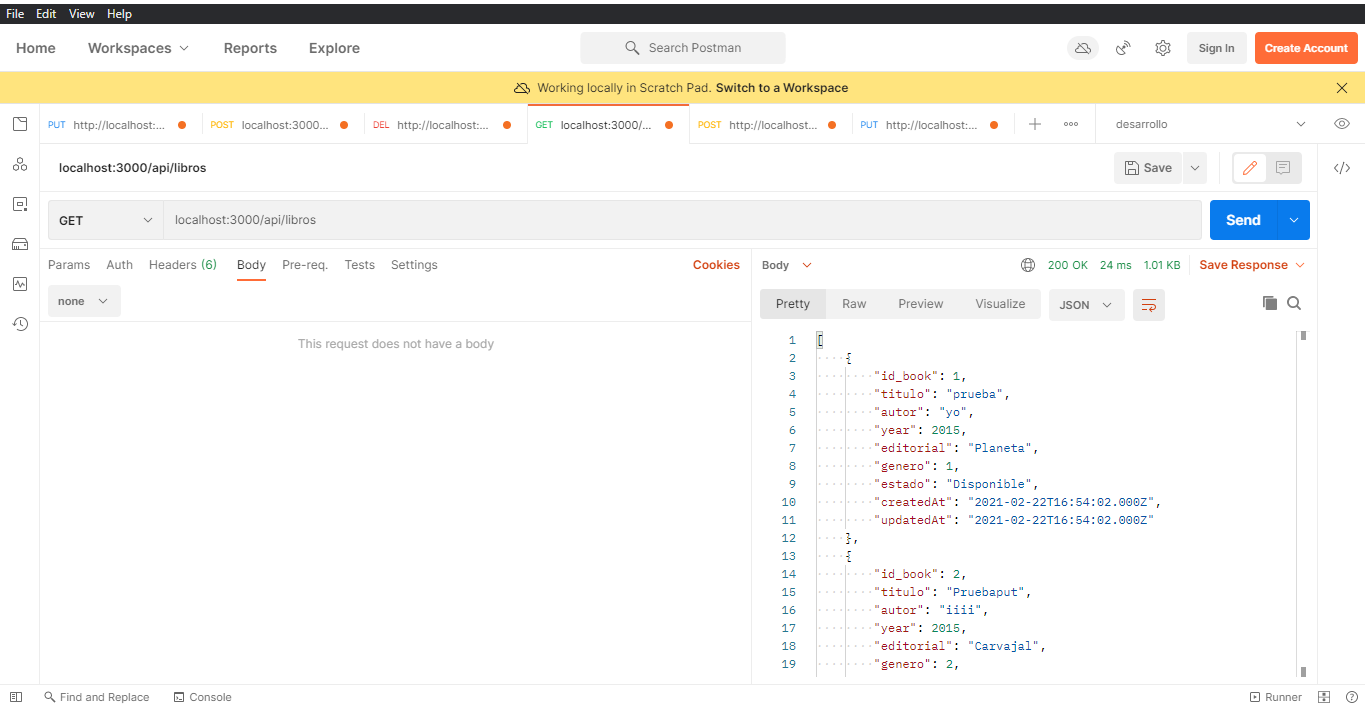 File Edit View Help
Home Workspaces Reports Explore Search Postman Sign In Create Account
Working locally in Scratch Pad. Switch to a Workspace
PUT http://localhost:... POST localhost:3000... DEL http://localhost:... GET localhost:3000/... POST http://localhost... PUT http://localhost:... desarrollo
localhost:3000/api/libros Save
GET localhost:3000/api/libros Send
Params Auth Headers (6) Body Pre-req. Tests Settings Cookies
none
This request does not have a body
Body 200 OK 24 ms 1.01 KB Save Response
Pretty Raw Preview Visualize JSON
1 [
2 {
3 "id_book": 1,
4 "titulo": "prueba",
5 "autor": "yo",
6 "year": 2015,
7 "editorial": "Planeta",
8 "genero": 1,
9 "estado": "Disponible",
10 "createdAt": "2021-02-22T16:54:02.000Z",
11 "updatedAt": "2021-02-22T16:54:02.000Z"
12 },
13 {
14 "id_book": 2,
15 "titulo": "Pruebaput",
16 "autor": "iiii",
17 "year": 2015,
18 "editorial": "Carvajal",
19 "genero": 2,
Find and Replace Console Runner